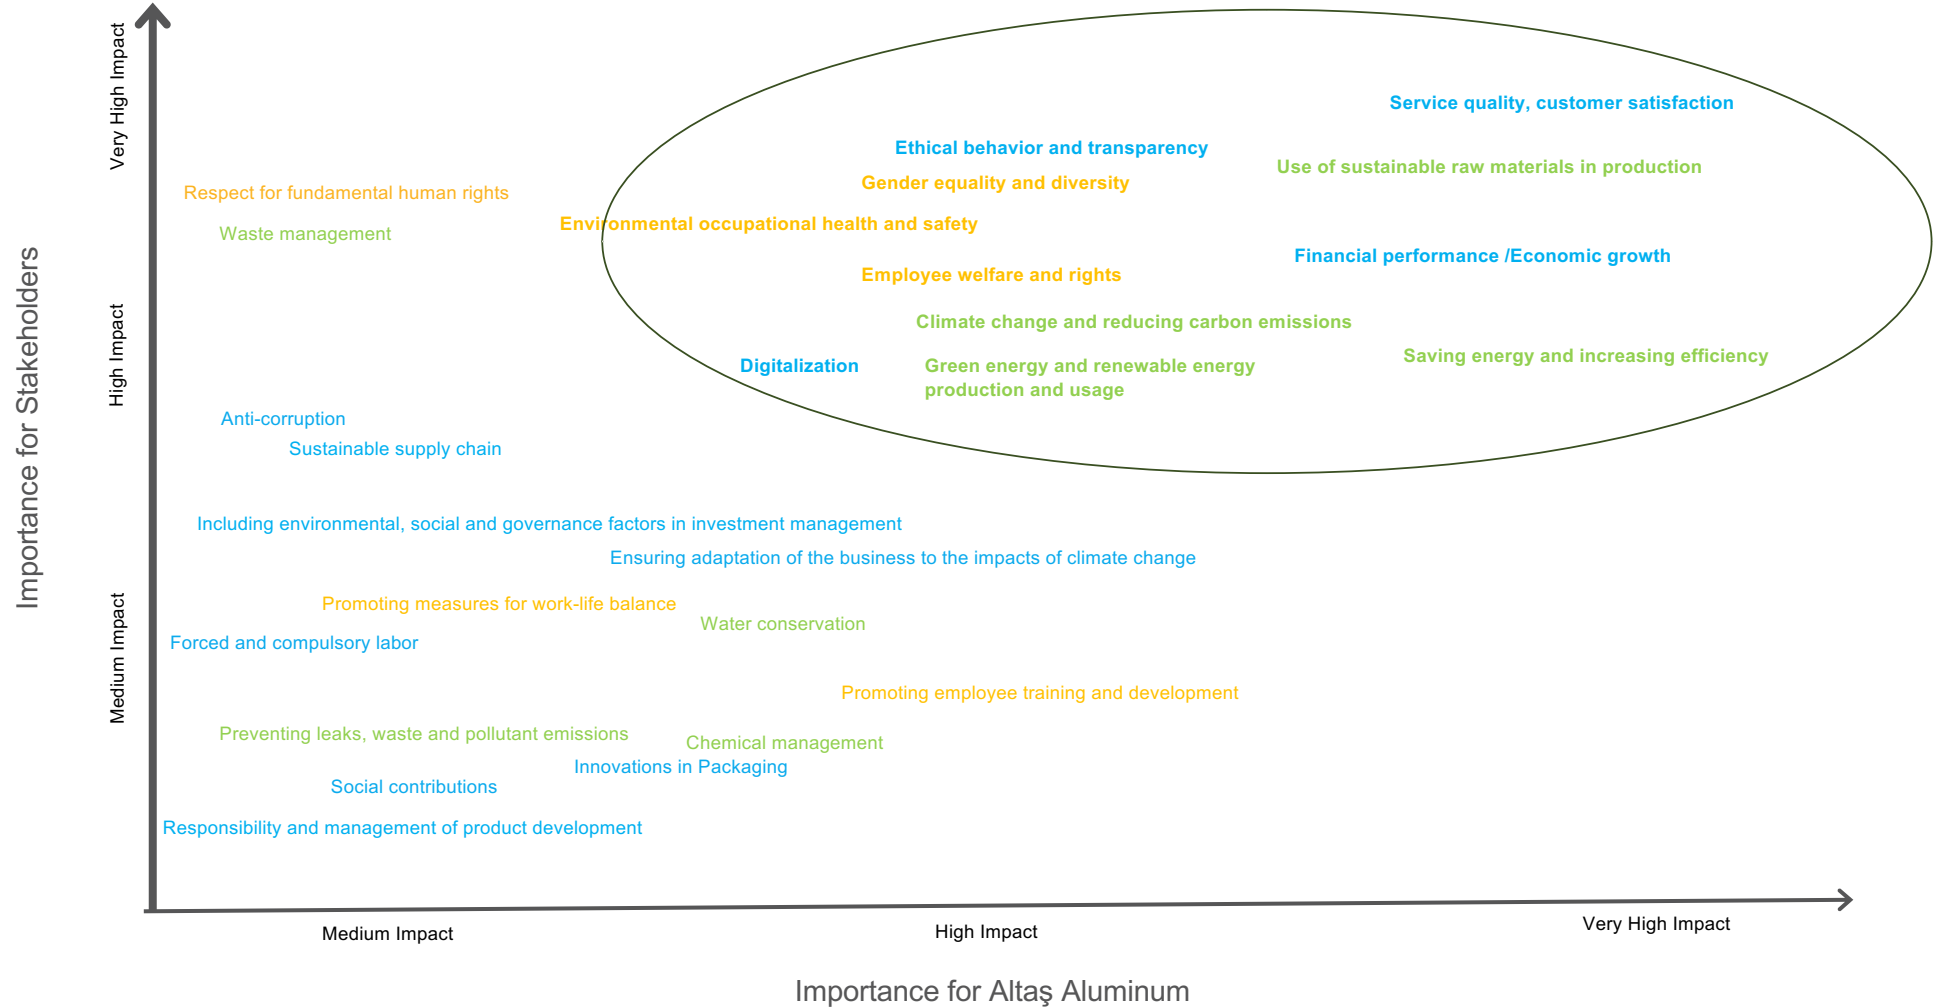 Very High Impact
High Impact
Medium Impact
Importance for Stakeholders
Service quality, customer satisfaction
Ethical behavior and transparency
Use of sustainable raw materials in production
Gender equality and diversity
Respect for fundamental human rights
Environmental occupational health and safety
Waste management
Financial performance /Economic growth
Employee welfare and rights
Climate change and reducing carbon emissions
Saving energy and increasing efficiency
Digitalization
Green energy and renewable energy
production and usage
Anti-corruption
Sustainable supply chain
Including environmental, social and governance factors in investment management
Ensuring adaptation of the business to the impacts of climate change
Promoting measures for work-life balance
Water conservation
Forced and compulsory labor
Promoting employee training and development
Preventing leaks, waste and pollutant emissions
Chemical management
Innovations in Packaging
Social contributions
Responsibility and management of product development
Medium Impact
High Impact
Very High Impact
Importance for Altaş Aluminum